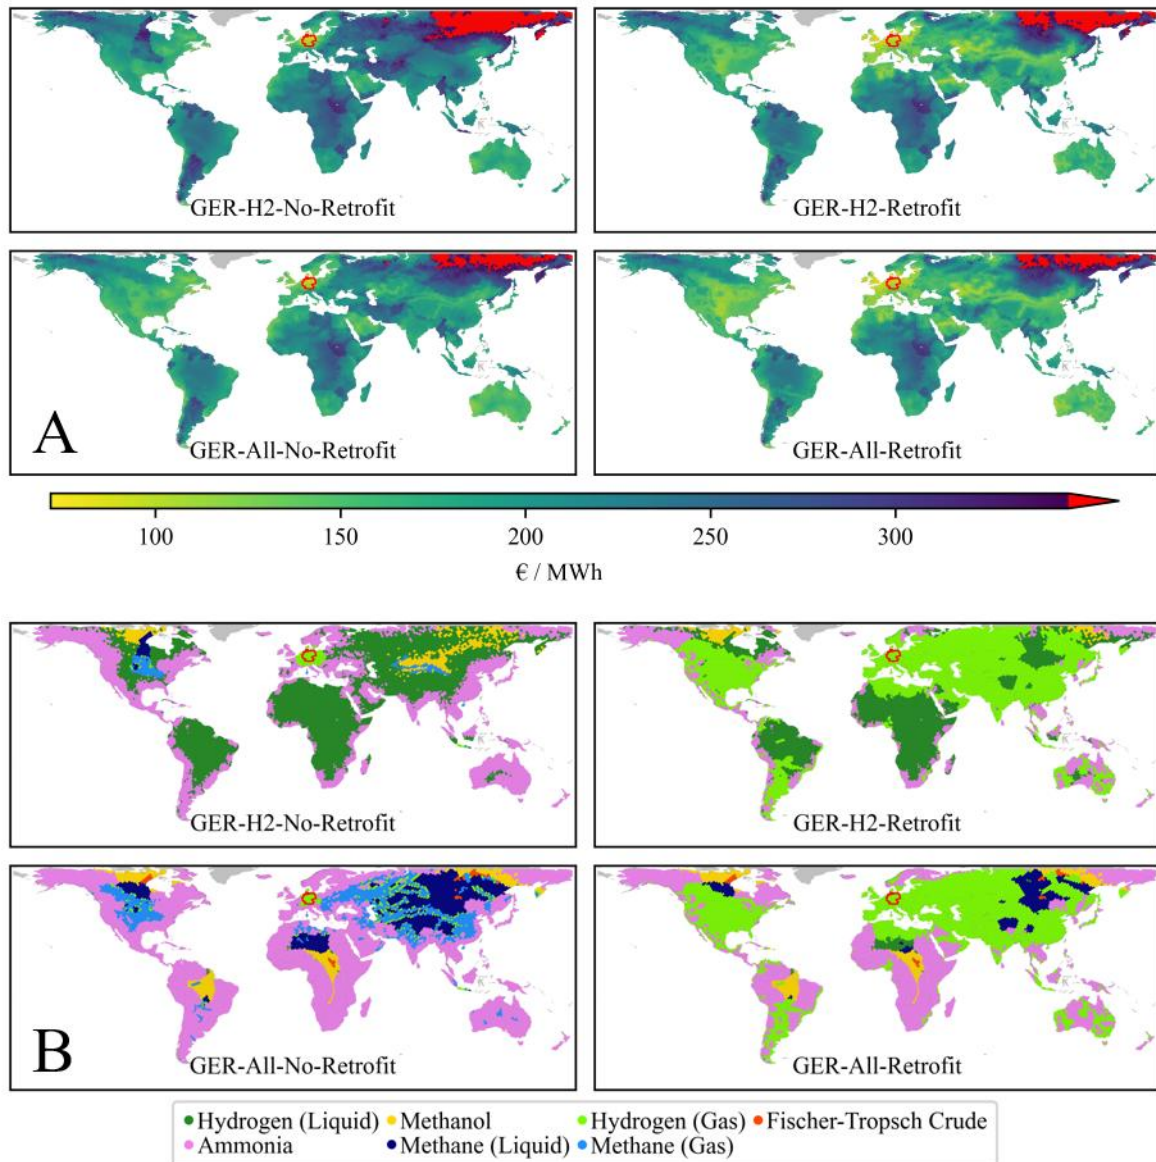 GER-H2-No-Retrofit
GER-H2-Retrofit
A
GER-All-No-Retrofit
GER-All-Retrofit
100 150 200 250 300
€ / MWh
GER-H2-No-Retrofit
GER-H2-Retrofit
B
GER-All-No-Retrofit
GER-All-Retrofit
Hydrogen (Liquid) Methanol Hydrogen (Gas) Fischer-Tropsch Crude
Ammonia Methane (Liquid) Methane (Gas)